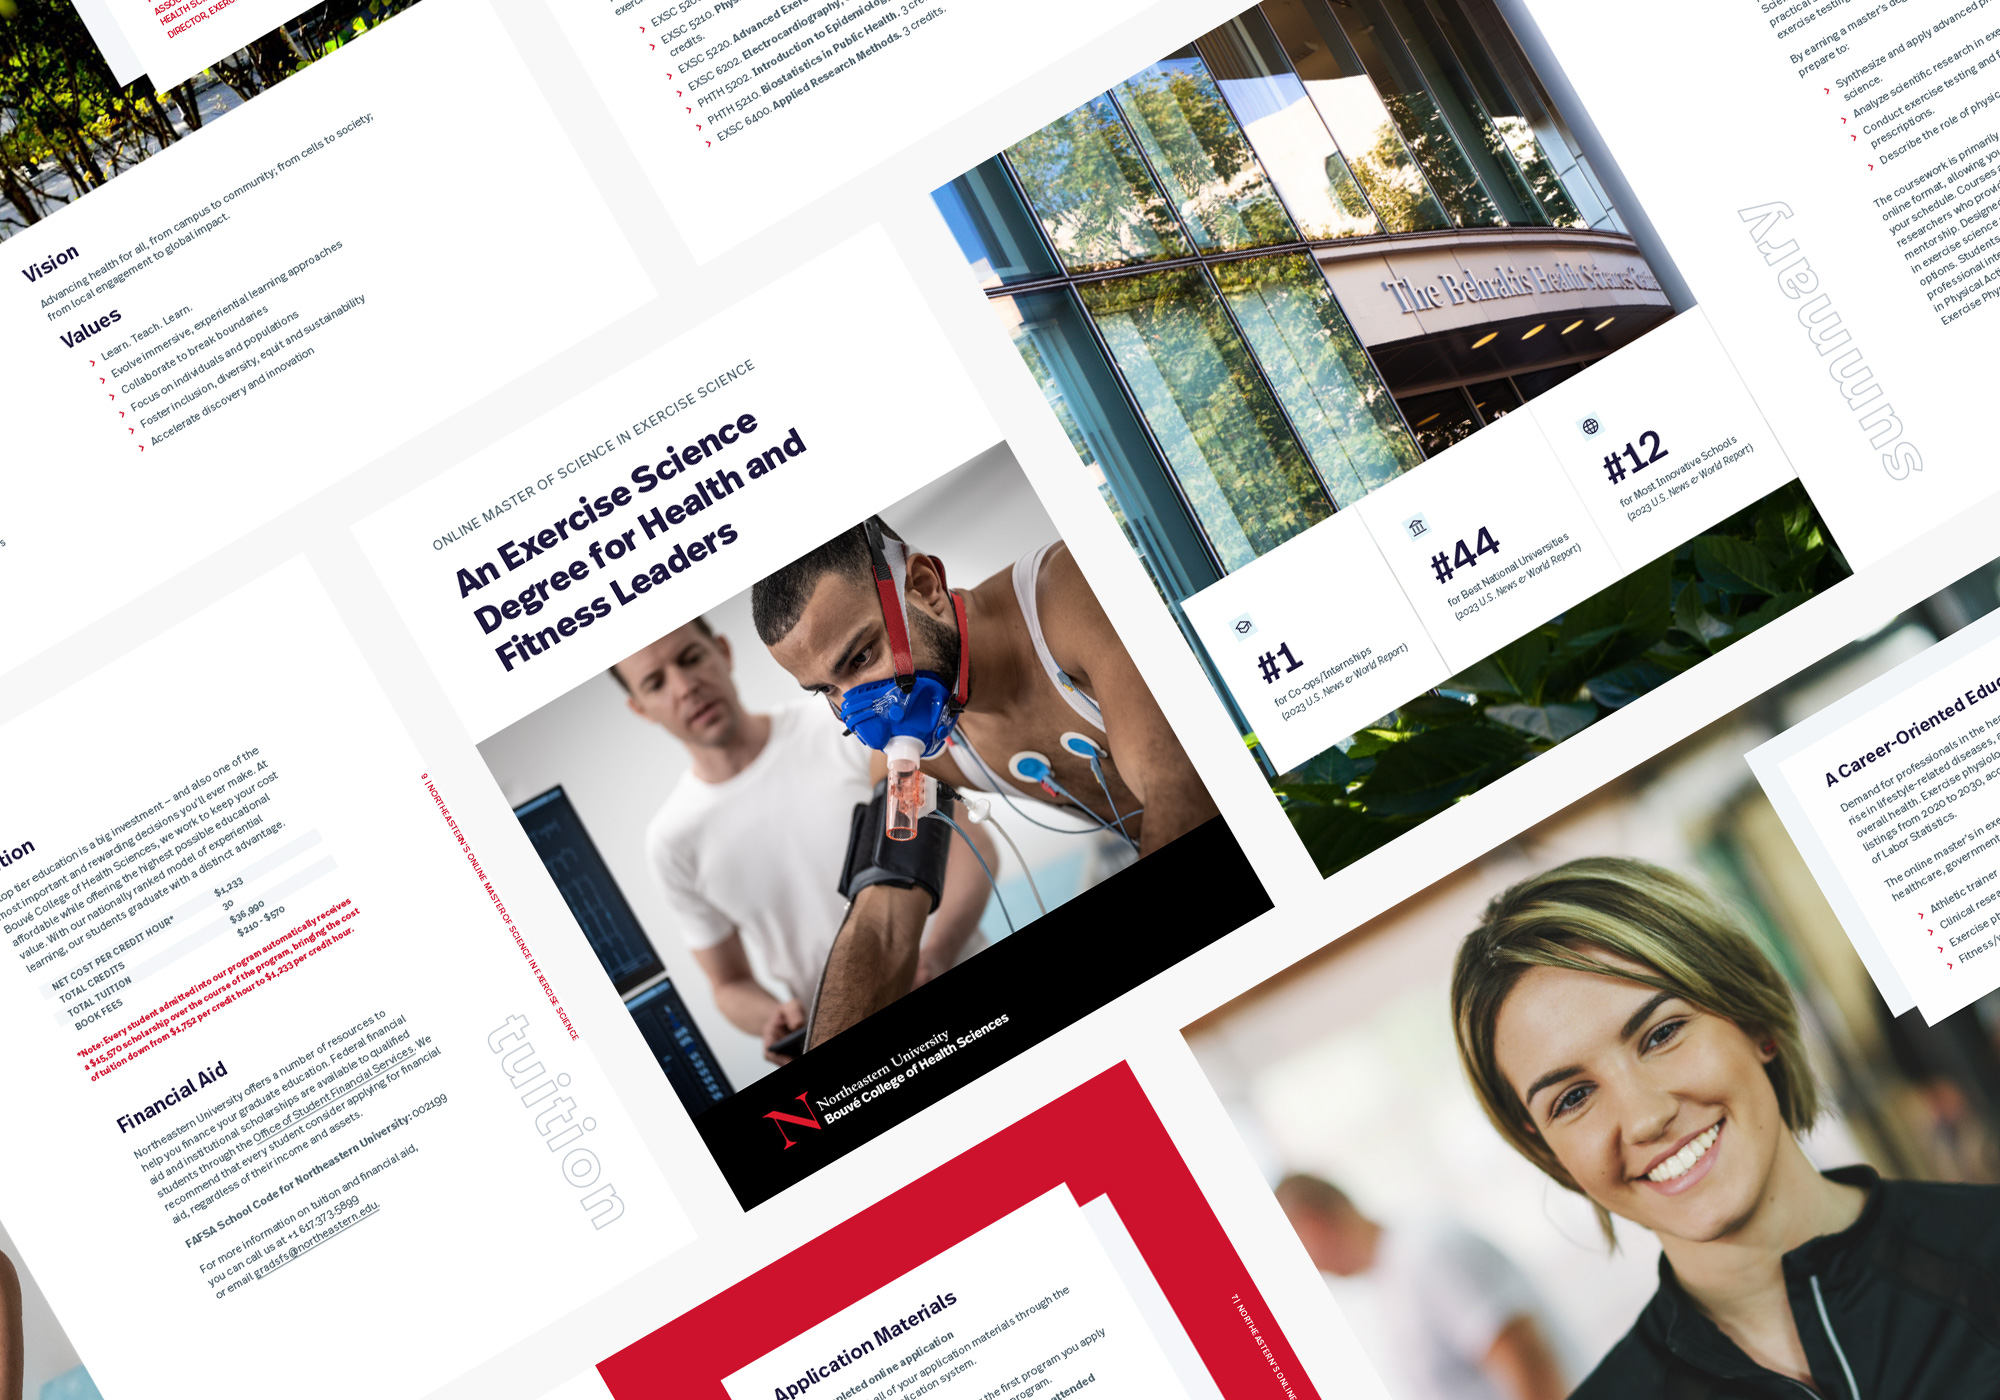 HEALTH SC
DIRECTOR, EXERC
Vision
Advancing health for all, from campus to community; from cells to society;
from local engagement to global impact.
Values
Learn. Teach. Learn.
Evolve immersive, experiential learning approaches
Collaborate to break boundaries
Focus on individuals and populations
Foster inclusion, diversity, equit and sustainability
Accelerate discovery and innovation
EXSC 5210. Phys
credits.
EXSC 5220. Advanced Exer
EXSC 6202. Electrocardiography,
PHTH 5202. Introduction to Epidemiolog
PHTH 5210. Biostatistics in Public Health. 3 cre
EXSC 6400. Applied Research Methods. 3 credits.
ONLINE MASTER OF SCIENCE IN EXERCISE SCIENCE
An Exercise Science
Degree for Health and
Fitness Leaders
Northeastern University
Bouvé College of Health Sciences
The Behrakis Health Sciences Cente
#1
for Co-ops/Internships
(2023 U.S. News & World Report)
#44
for Best National Universities
(2023 U.S. News & World Report)
#12
for Most Innovative Schools
(2023 U.S. News & World Report)
practical s
exercise testing
By earning a master's deg
prepare to:
Synthesize and apply advanced ph
science.
Analyze scientific research in exe
Conduct exercise testing and f
prescriptions.
Describe the role of physic
The coursework is primarily
online format, allowing you
your schedule. Courses a
researchers who provid
mentorship. Designed
in exercise science
options. Students
professional inte
in Physical Acti
Exercise Phys
summary
tion
op tier education is a big investment – and also one of the
most important and rewarding decisions you'll ever make. At
Bouvé College of Health Sciences, we work to keep your cost
affordable while offering the highest possible educational
value. With our nationally ranked model of experiential
learning, our students graduate with a distinct advantage.
NET COST PER CREDIT HOUR* $1,233
TOTAL CREDITS 30
TOTAL TUITION $36,990
BOOK FEES $210 - $570
*Note: Every student admitted into our program automatically receives
a $15,570 scholarship over the course of the program, bringing the cost
of tuition down from $1,752 per credit hour to $1,233 per credit hour.
Financial Aid
Northeastern University offers a number of resources to
help you finance your graduate education. Federal financial
aid and institutional scholarships are available to qualified
students through the Office of Student Financial Services. We
recommend that every student consider applying for financial
aid, regardless of their income and assets.
FAFSA School Code for Northeastern University: 002199
For more information on tuition and financial aid,
you can call us at +1 617-373-5899
or email gradsfs@northeastern.edu.
9 | NORTHEASTERN'S ONLINE MASTER OF SCIENCE IN EXERCISE SCIENCE
tuition
Application Materials
pleted online application
all of your application materials through the
lication system.
the first program you apply
program.
attended
7 | NORTHEASTERN'S ONLINE
A Career-Oriented Educ
Demand for professionals in the hea
rise in lifestyle-related diseases, a
overall health. Exercise physiolo
listings from 2020 to 2030, acc
of Labor Statistics.
The online master's in exe
healthcare, government
Athletic trainer
Clinical resea
Exercise ph
Fitness/w